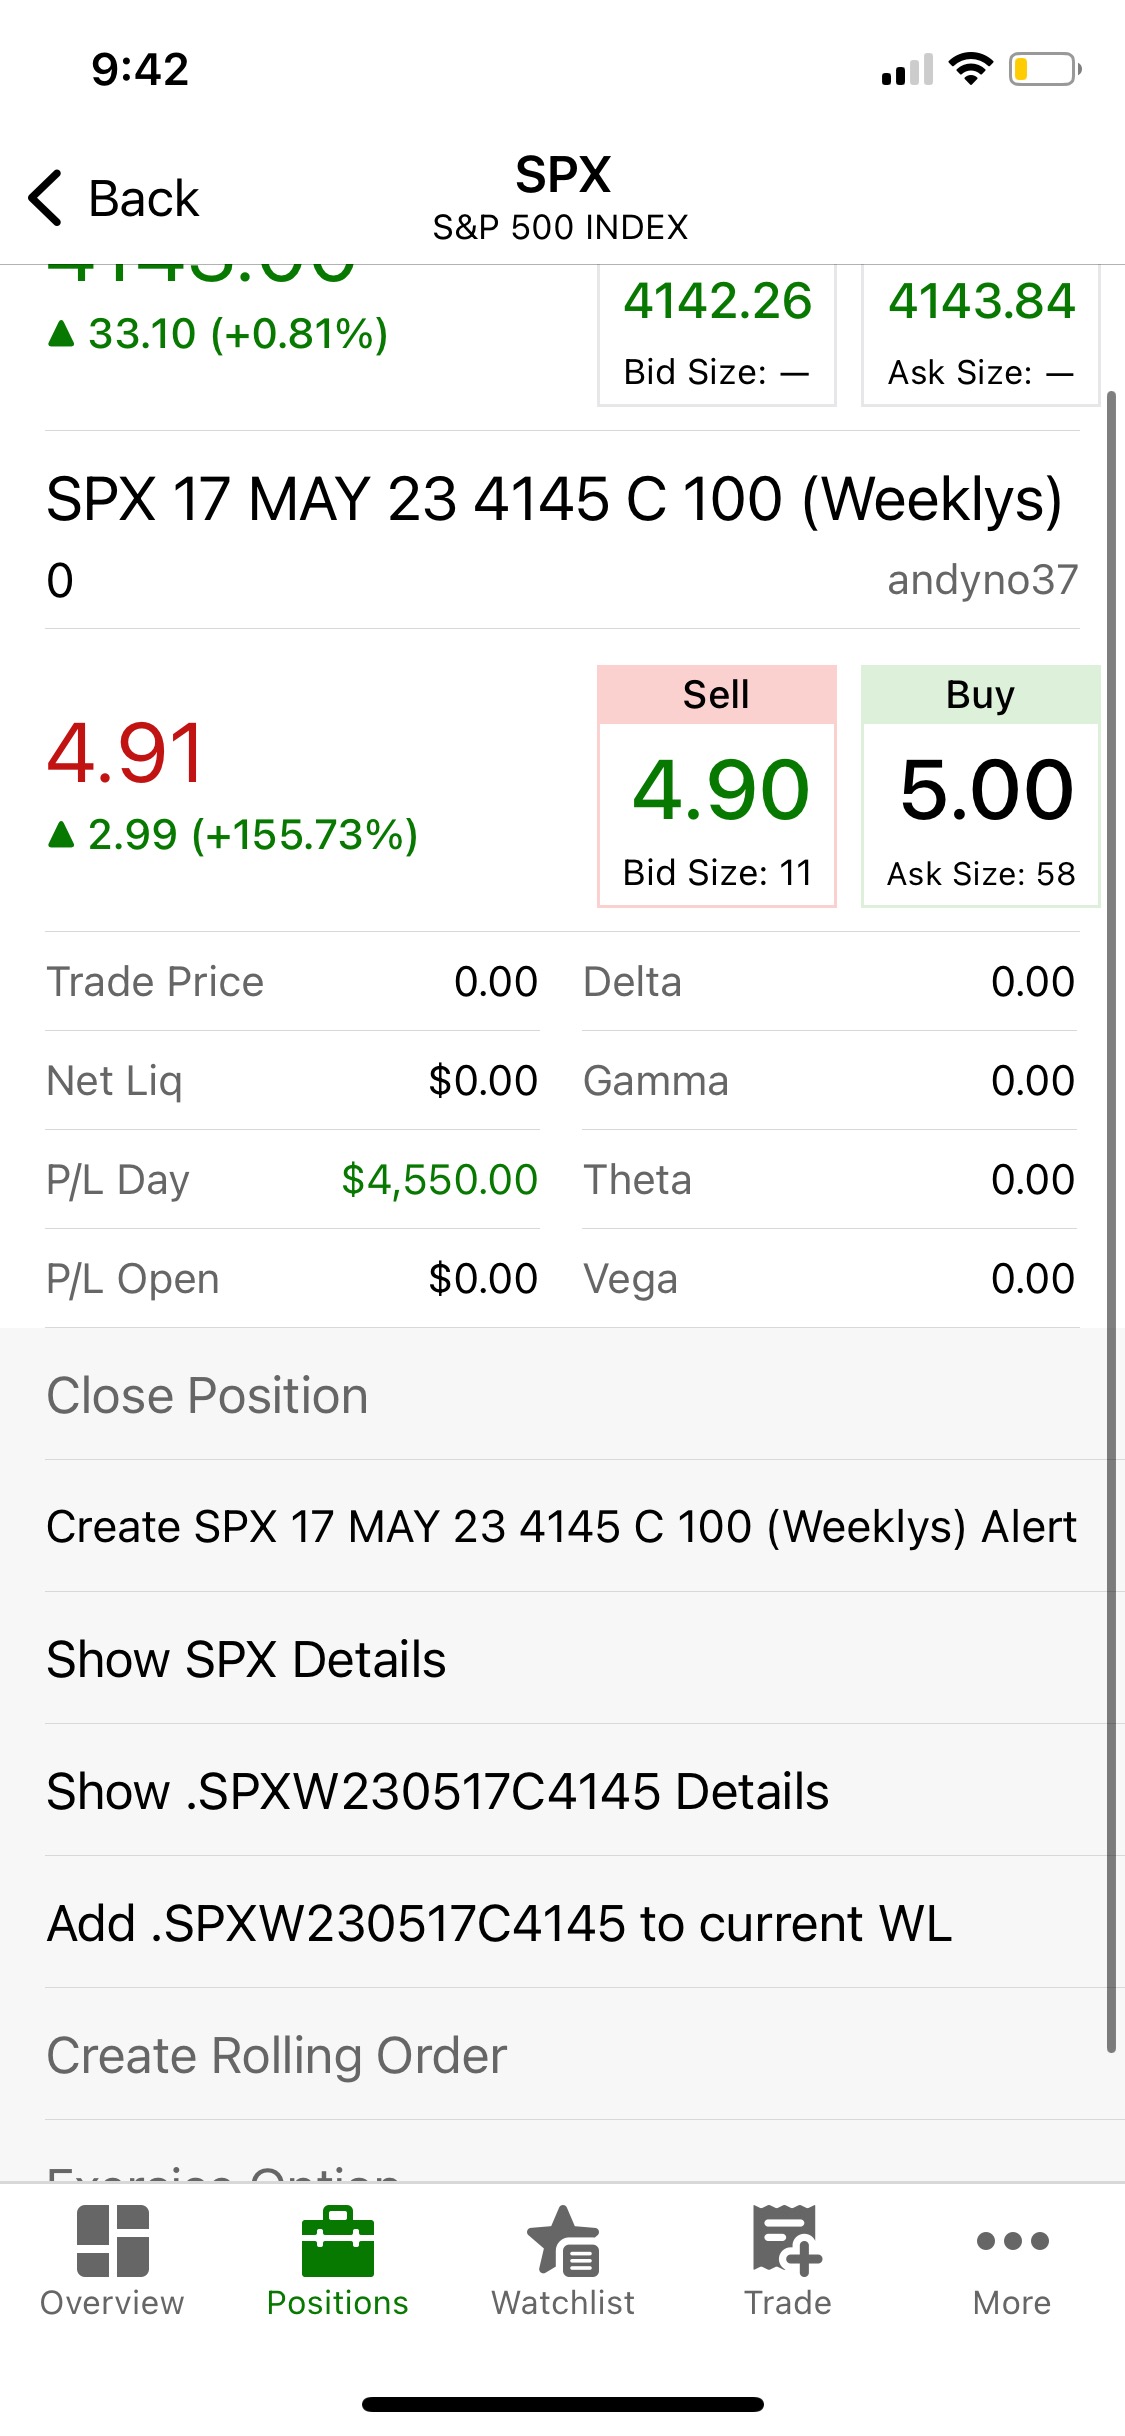 9:42
Back
SPX
S&P 500 INDEX
▲ 33.10 (+0.81%)
4142.26
4143.84
Bid Size: —
Ask Size: —
SPX 17 MAY 23 4145 C 100 (Weeklys)
0
andyno37
4.91
▲ 2.99 (+155.73%)
Sell
4.90
Bid Size: 11
Buy
5.00
Ask Size: 58
Trade Price 0.00
Delta 0.00
Net Liq $0.00
Gamma 0.00
P/L Day $4,550.00
Theta 0.00
P/L Open $0.00
Vega 0.00
Close Position
Create SPX 17 MAY 23 4145 C 100 (Weeklys) Alert
Show SPX Details
Show .SPXW230517C4145 Details
Add .SPXW230517C4145 to current WL
Create Rolling Order
Exercise Option
Overview
Positions
Watchlist
Trade
More